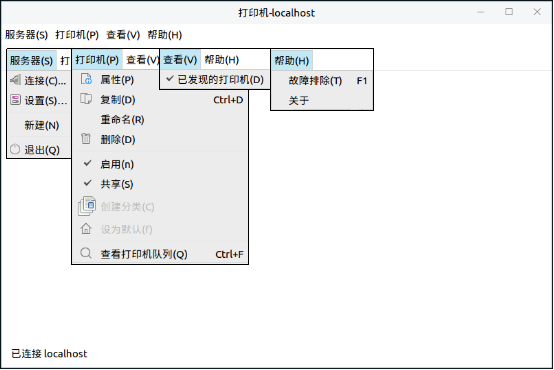 打印机-localhost
服务器(S) 打印机(P) 查看(V) 帮助(H)
服务器(S) 打
连接(C)...
设置(S)...
新建(N)
退出(Q)
打印机(P) 查看(V)
属性(P)
复制(D) Ctrl+D
重命名(R)
删除(D)
启用(n)
共享(S)
创建分类(C)
设为默认(f)
查看打印机队列(Q) Ctrl+F
查看(V) 帮助(H)
已发现的打印机(D)
帮助(H)
故障排除(T) F1
关于
已连接 localhost